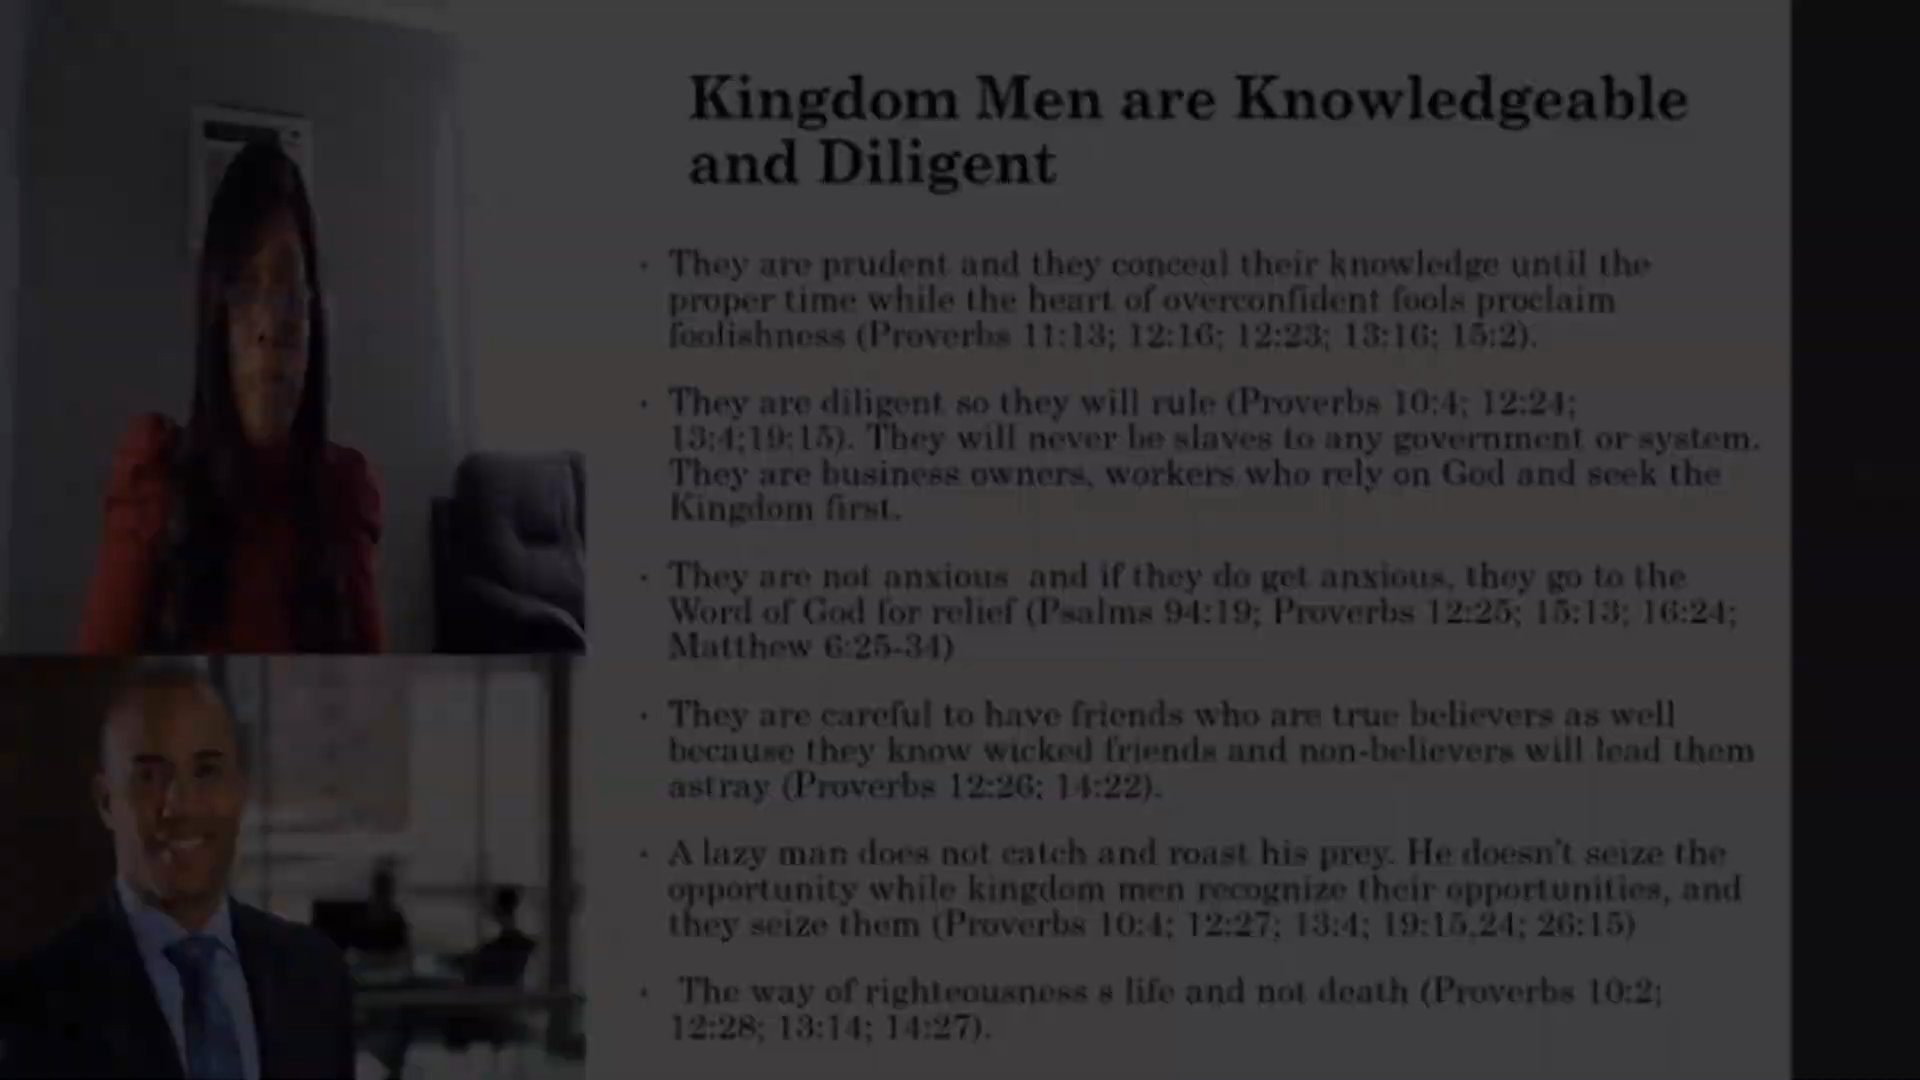 Kingdom Men are Knowledgeable
and Diligent
• They are prudent and they conceal their knowledge until the
proper time while the heart of overconfident fools proclaim
foolishness (Proverbs 11:13; 12:16; 12:23; 13:16; 15:2).
• They are diligent so they will rule (Proverbs 10:4; 12:24;
13:4;19:15). They will never be slaves to any government or system.
They are business owners, workers who rely on God and seek the
Kingdom first.
• They are not anxious and if they do get anxious, they go to the
Word of God for relief (Psalms 94:19; Proverbs 12:25; 15:13; 16:24;
Matthew 6:25-34)
• They are careful to have friends who are true believers as well
because they know wicked friends and non-believers will lead them
astray (Proverbs 12:26; 14:22).
• A lazy man does not catch and roast his prey. He doesn't seize the
opportunity while kingdom men recognize their opportunities, and
they seize them (Proverbs 10:4; 12:27; 13:4; 19:15,24; 26:15)
• The way of righteousness s life and not death (Proverbs 10:2;
12:28; 13:14; 14:27).